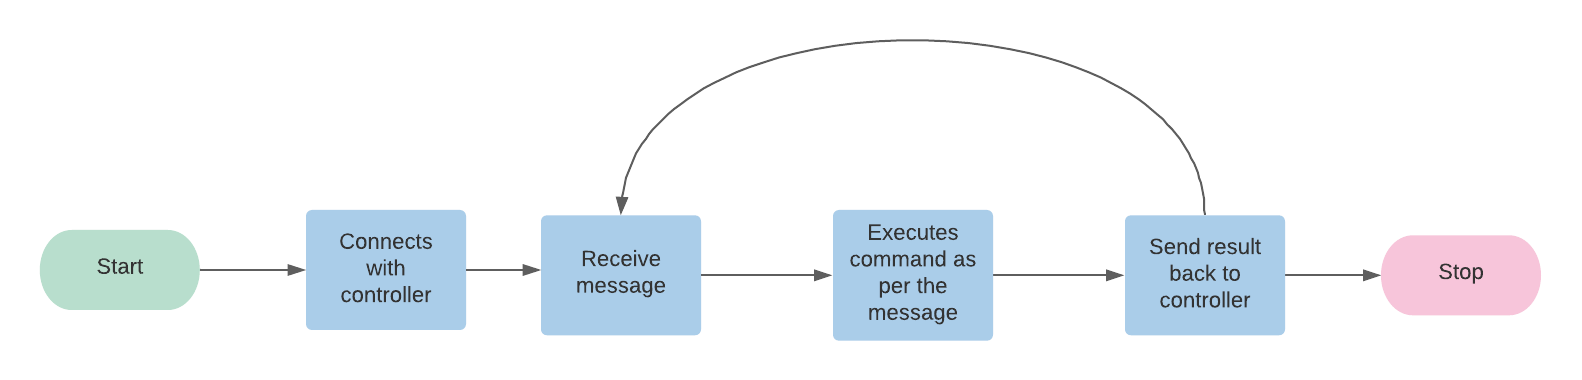 Start
Connects
with
controller
Receive
message
Executes
command as
per the
message
Send result
back to
controller
Stop